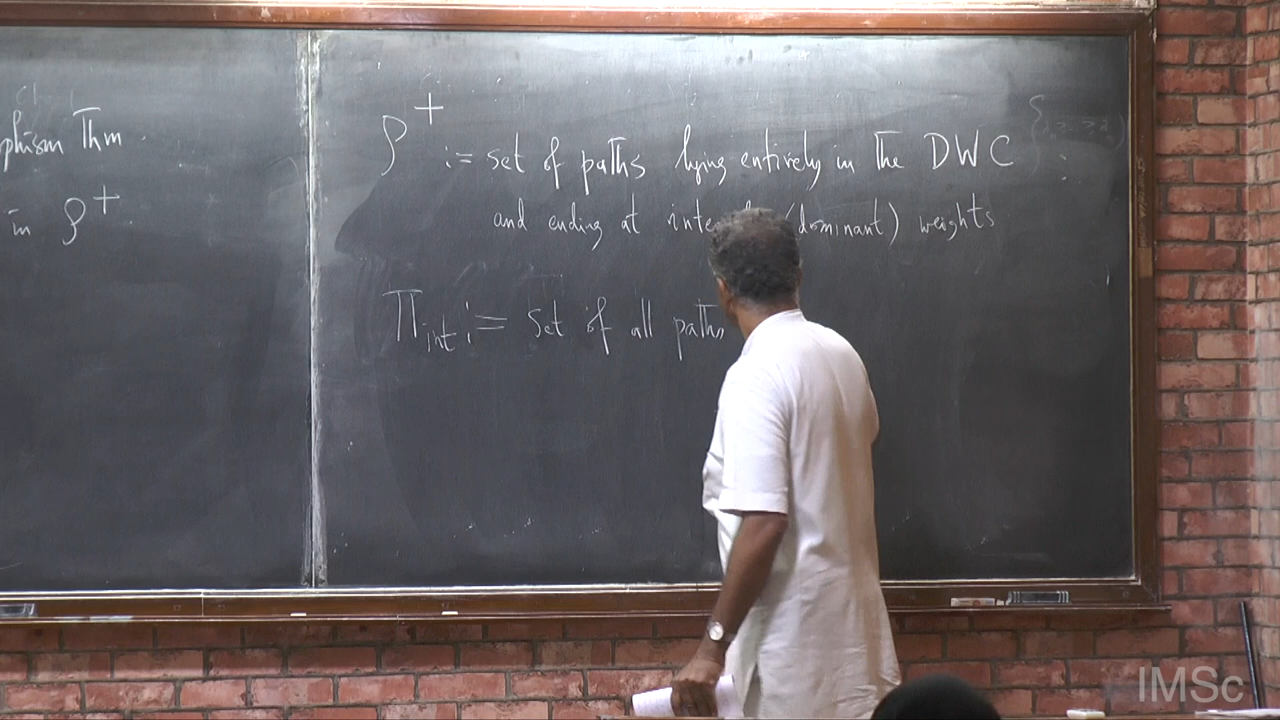 phism Thm.
in P⁺
P⁺ := set of paths lying entirely in the DWC
and ending at (dominant) weights
Π_int := Set of all paths
IMSc